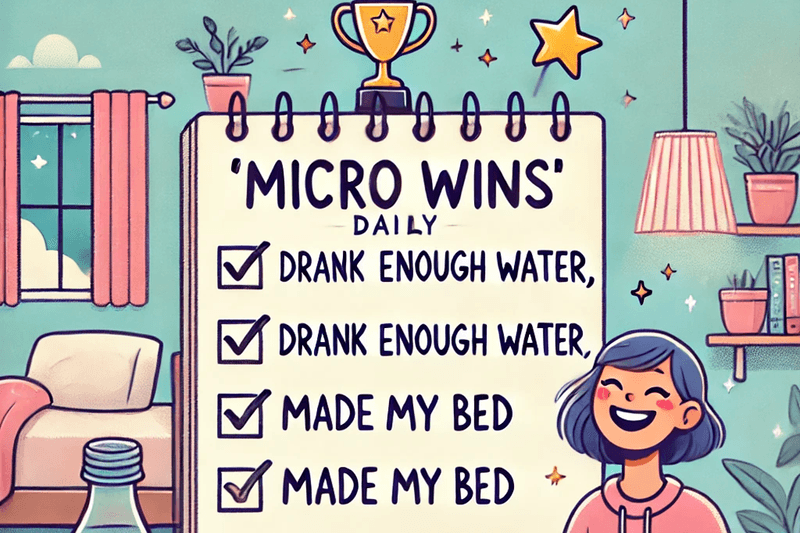 'MICRO WINS'
DAILY
DRANK ENOUGH WATER,
DRANK ENOUGH WATER,
MADE MY BED
MADE MY BED